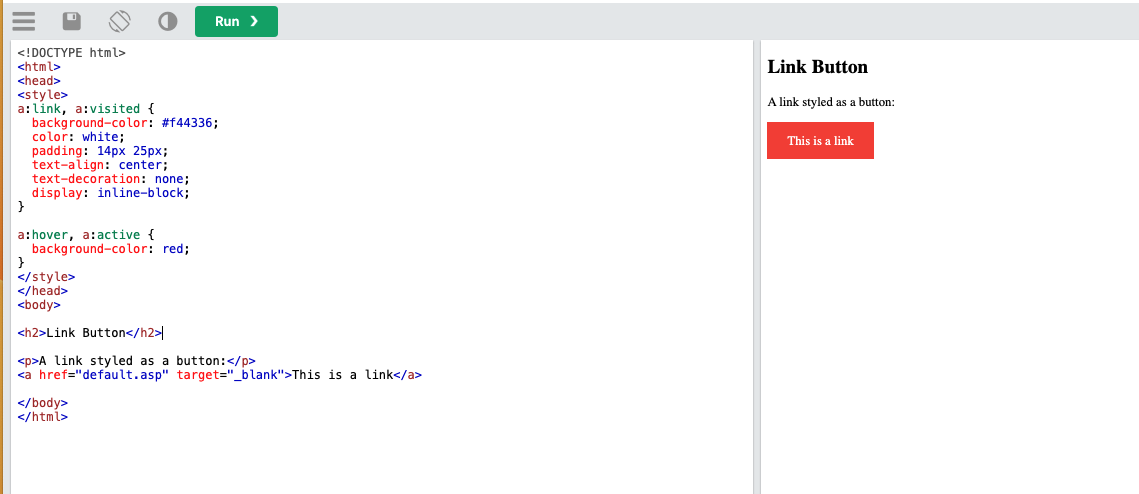 Run ❯
<!DOCTYPE html>
<html>
<head>
<style>
a:link, a:visited {
  background-color: #f44336;
  color: white;
  padding: 14px 25px;
  text-align: center;
  text-decoration: none;
  display: inline-block;
}

a:hover, a:active {
  background-color: red;
}
</style>
</head>
<body>

<h2>Link Button</h2>

<p>A link styled as a button:</p>
<a href="default.asp" target="_blank">This is a link</a>

</body>
</html>
Link Button
A link styled as a button:
This is a link